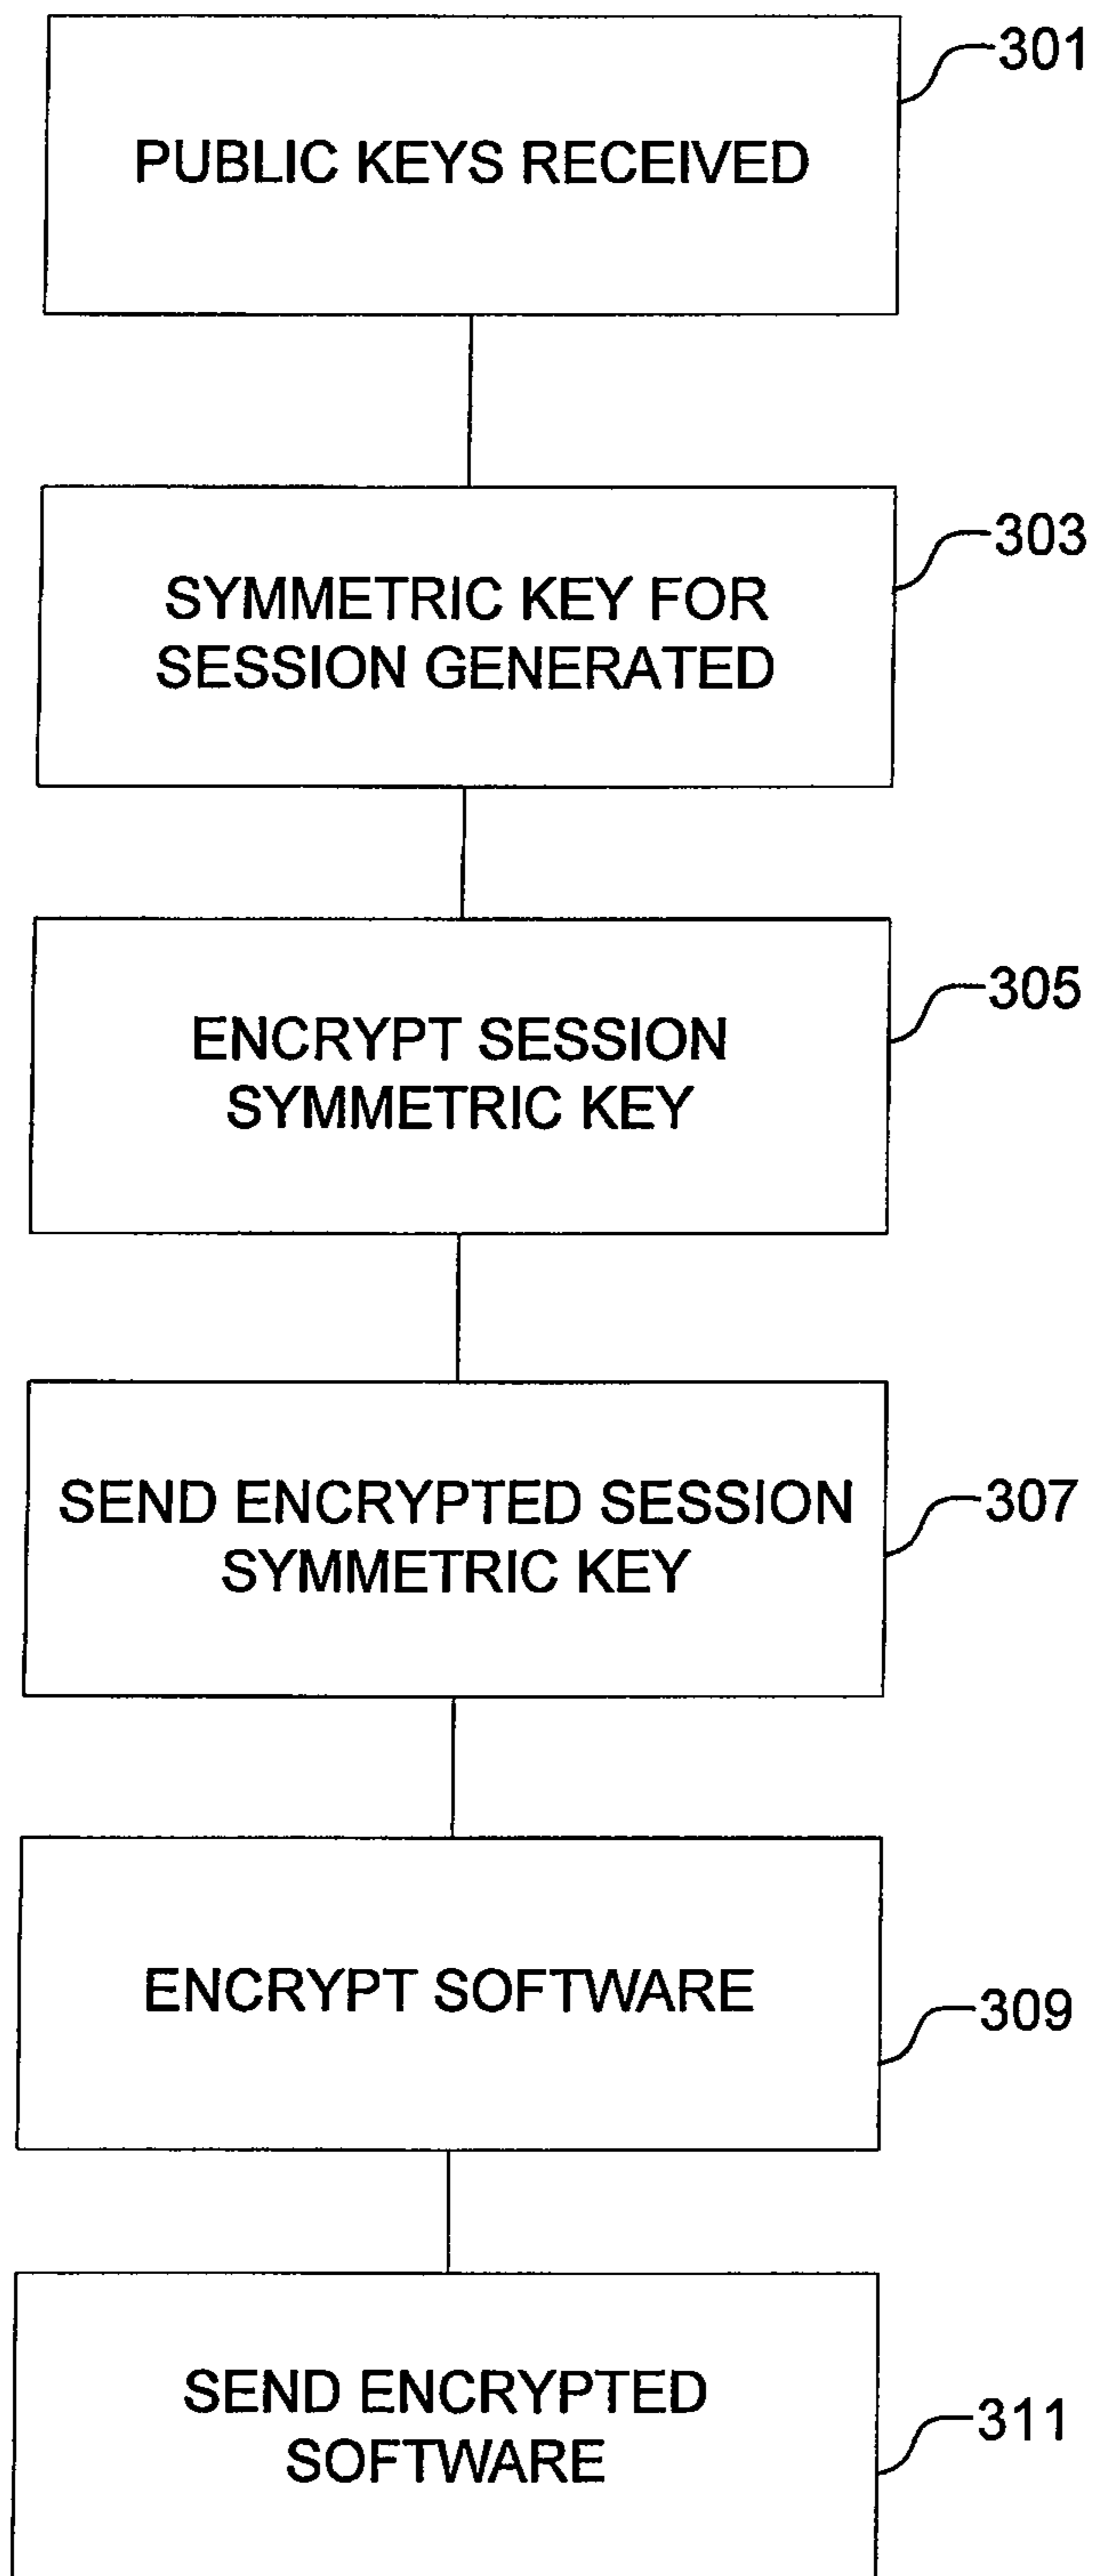 301
PUBLIC KEYS RECEIVED
303
SYMMETRIC KEY FOR
SESSION GENERATED
305
ENCRYPT SESSION
SYMMETRIC KEY
307
SEND ENCRYPTED SESSION
SYMMETRIC KEY
ENCRYPT SOFTWARE
309
SEND ENCRYPTED
SOFTWARE
311